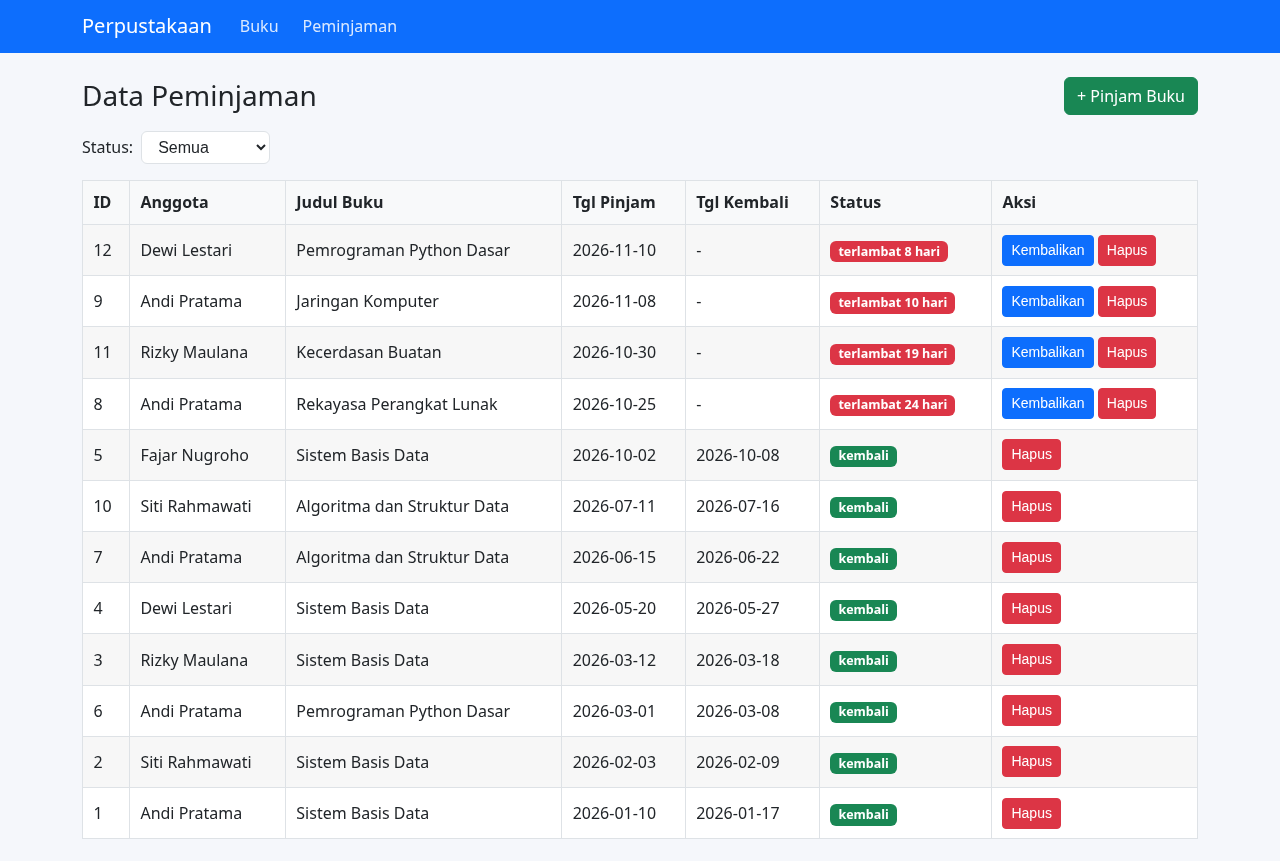 Perpustakaan Buku Peminjaman
Data Peminjaman + Pinjam Buku
Status: Semua
ID Anggota Judul Buku Tgl Pinjam Tgl Kembali Status Aksi
12 Dewi Lestari Pemrograman Python Dasar 2026-11-10 - terlambat 8 hari Kembalikan Hapus
9 Andi Pratama Jaringan Komputer 2026-11-08 - terlambat 10 hari Kembalikan Hapus
11 Rizky Maulana Kecerdasan Buatan 2026-10-30 - terlambat 19 hari Kembalikan Hapus
8 Andi Pratama Rekayasa Perangkat Lunak 2026-10-25 - terlambat 24 hari Kembalikan Hapus
5 Fajar Nugroho Sistem Basis Data 2026-10-02 2026-10-08 kembali Hapus
10 Siti Rahmawati Algoritma dan Struktur Data 2026-07-11 2026-07-16 kembali Hapus
7 Andi Pratama Algoritma dan Struktur Data 2026-06-15 2026-06-22 kembali Hapus
4 Dewi Lestari Sistem Basis Data 2026-05-20 2026-05-27 kembali Hapus
3 Rizky Maulana Sistem Basis Data 2026-03-12 2026-03-18 kembali Hapus
6 Andi Pratama Pemrograman Python Dasar 2026-03-01 2026-03-08 kembali Hapus
2 Siti Rahmawati Sistem Basis Data 2026-02-03 2026-02-09 kembali Hapus
1 Andi Pratama Sistem Basis Data 2026-01-10 2026-01-17 kembali Hapus